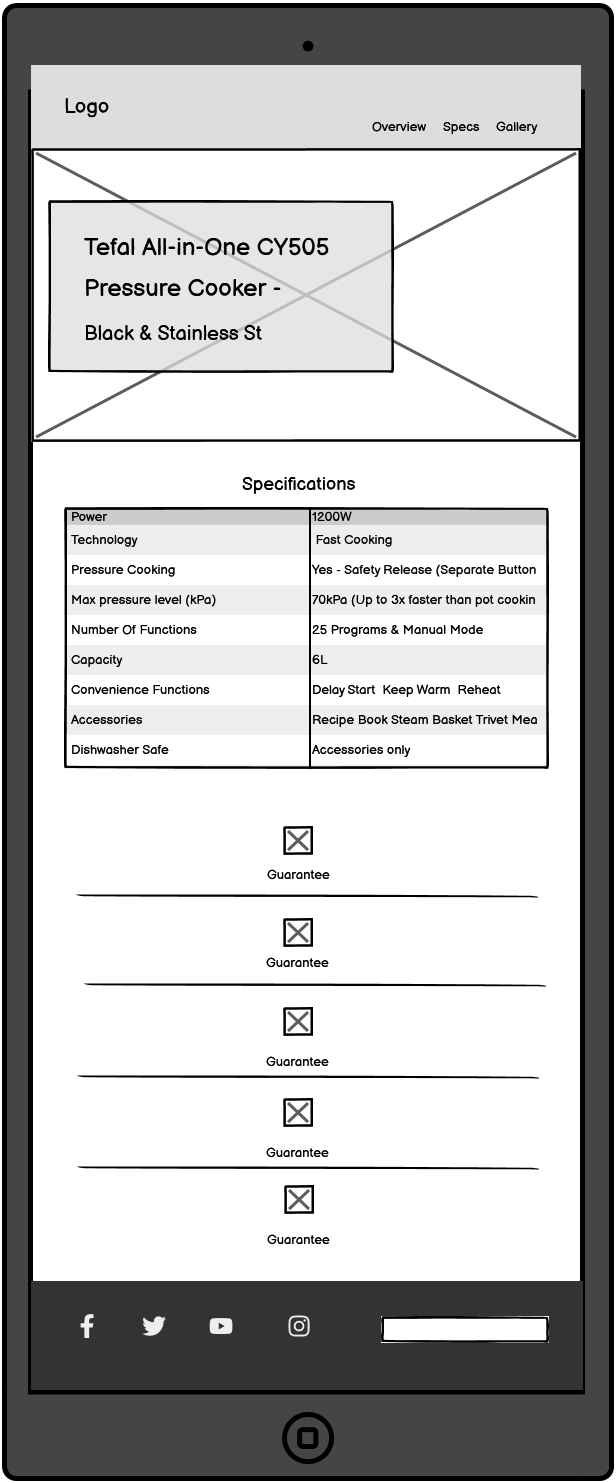 Logo
Overview Specs Gallery
Tefal All-in-One CY505
Pressure Cooker -
Black & Stainless St
Specifications
Power 1200W
Technology Fast Cooking
Pressure Cooking Yes - Safety Release (Separate Button
Max pressure level (kPa) 70kPa (Up to 3x faster than pot cookin
Number Of Functions 25 Programs & Manual Mode
Capacity 6L
Convenience Functions Delay Start Keep Warm Reheat
Accessories Recipe Book Steam Basket Trivet Mea
Dishwasher Safe Accessories only
Guarantee
Guarantee
Guarantee
Guarantee
Guarantee